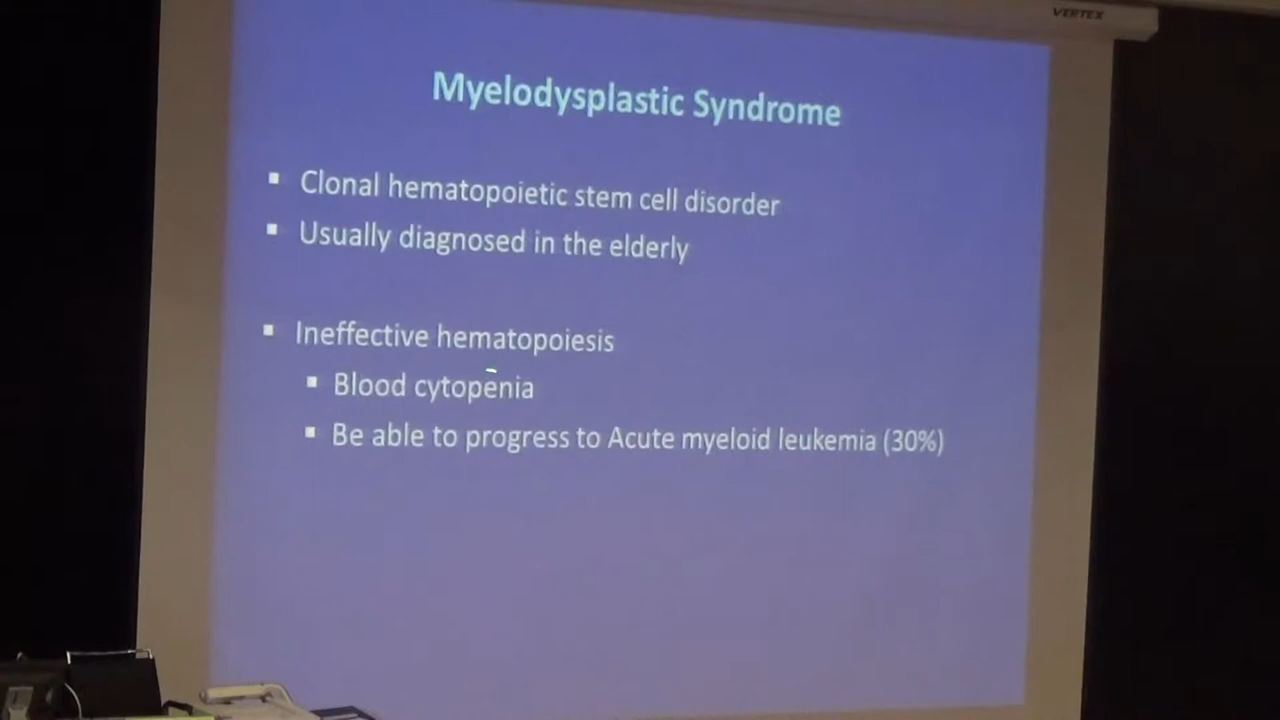 VERTEX
Myelodysplastic Syndrome
▪ Clonal hematopoietic stem cell disorder
▪ Usually diagnosed in the elderly
▪ Ineffective hematopoiesis
▪ Blood cytopenia
▪ Be able to progress to Acute myeloid leukemia (30%)